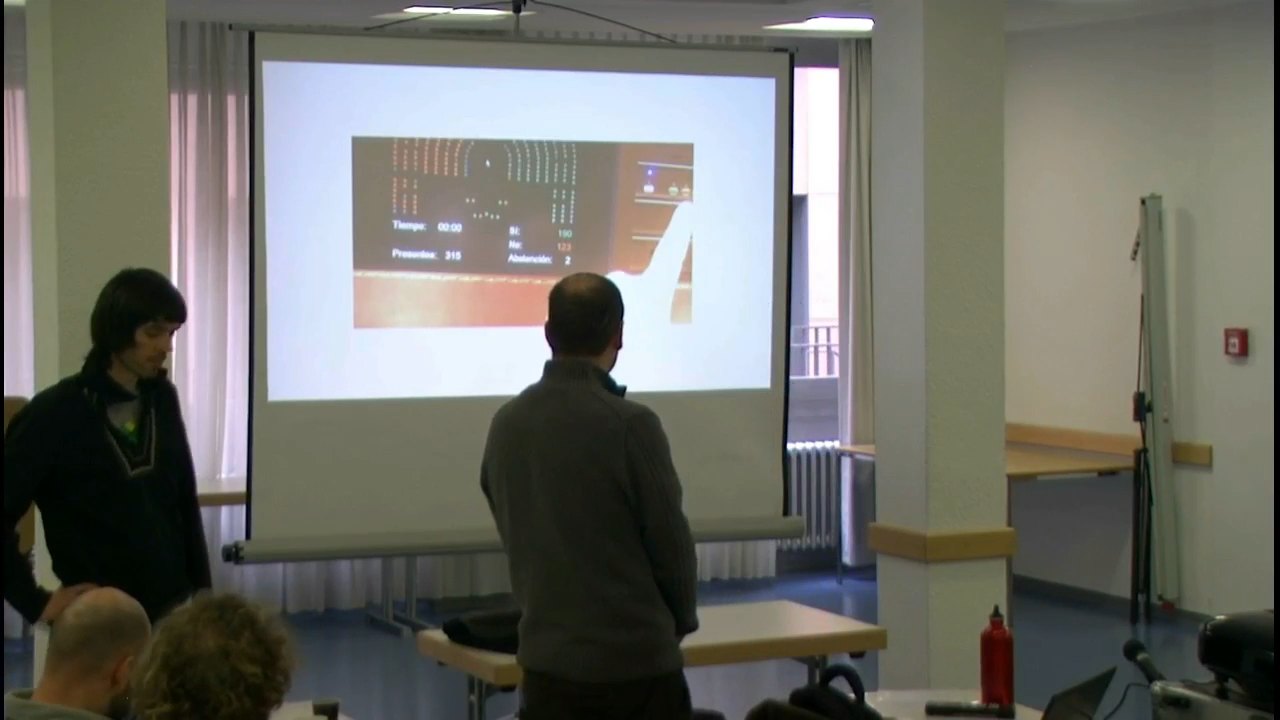 Tiempo: 00:00
Sí: 190
No: 123
Presentes: 315
Abstención: 2